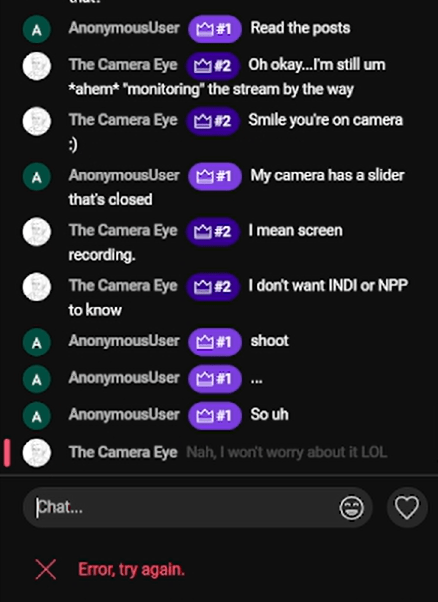 that?
AnonymousUser #1 Read the posts
The Camera Eye #2 Oh okay...I'm still um
*ahem* "monitoring" the stream by the way
The Camera Eye #2 Smile you're on camera
:)
AnonymousUser #1 My camera has a slider
that's closed
The Camera Eye #2 I mean screen
recording.
The Camera Eye #2 I don't want INDI or NPP
to know
AnonymousUser #1 shoot
AnonymousUser #1 ...
AnonymousUser #1 So uh
The Camera Eye Nah, I won't worry about it LOL
Chat...
Error, try again.